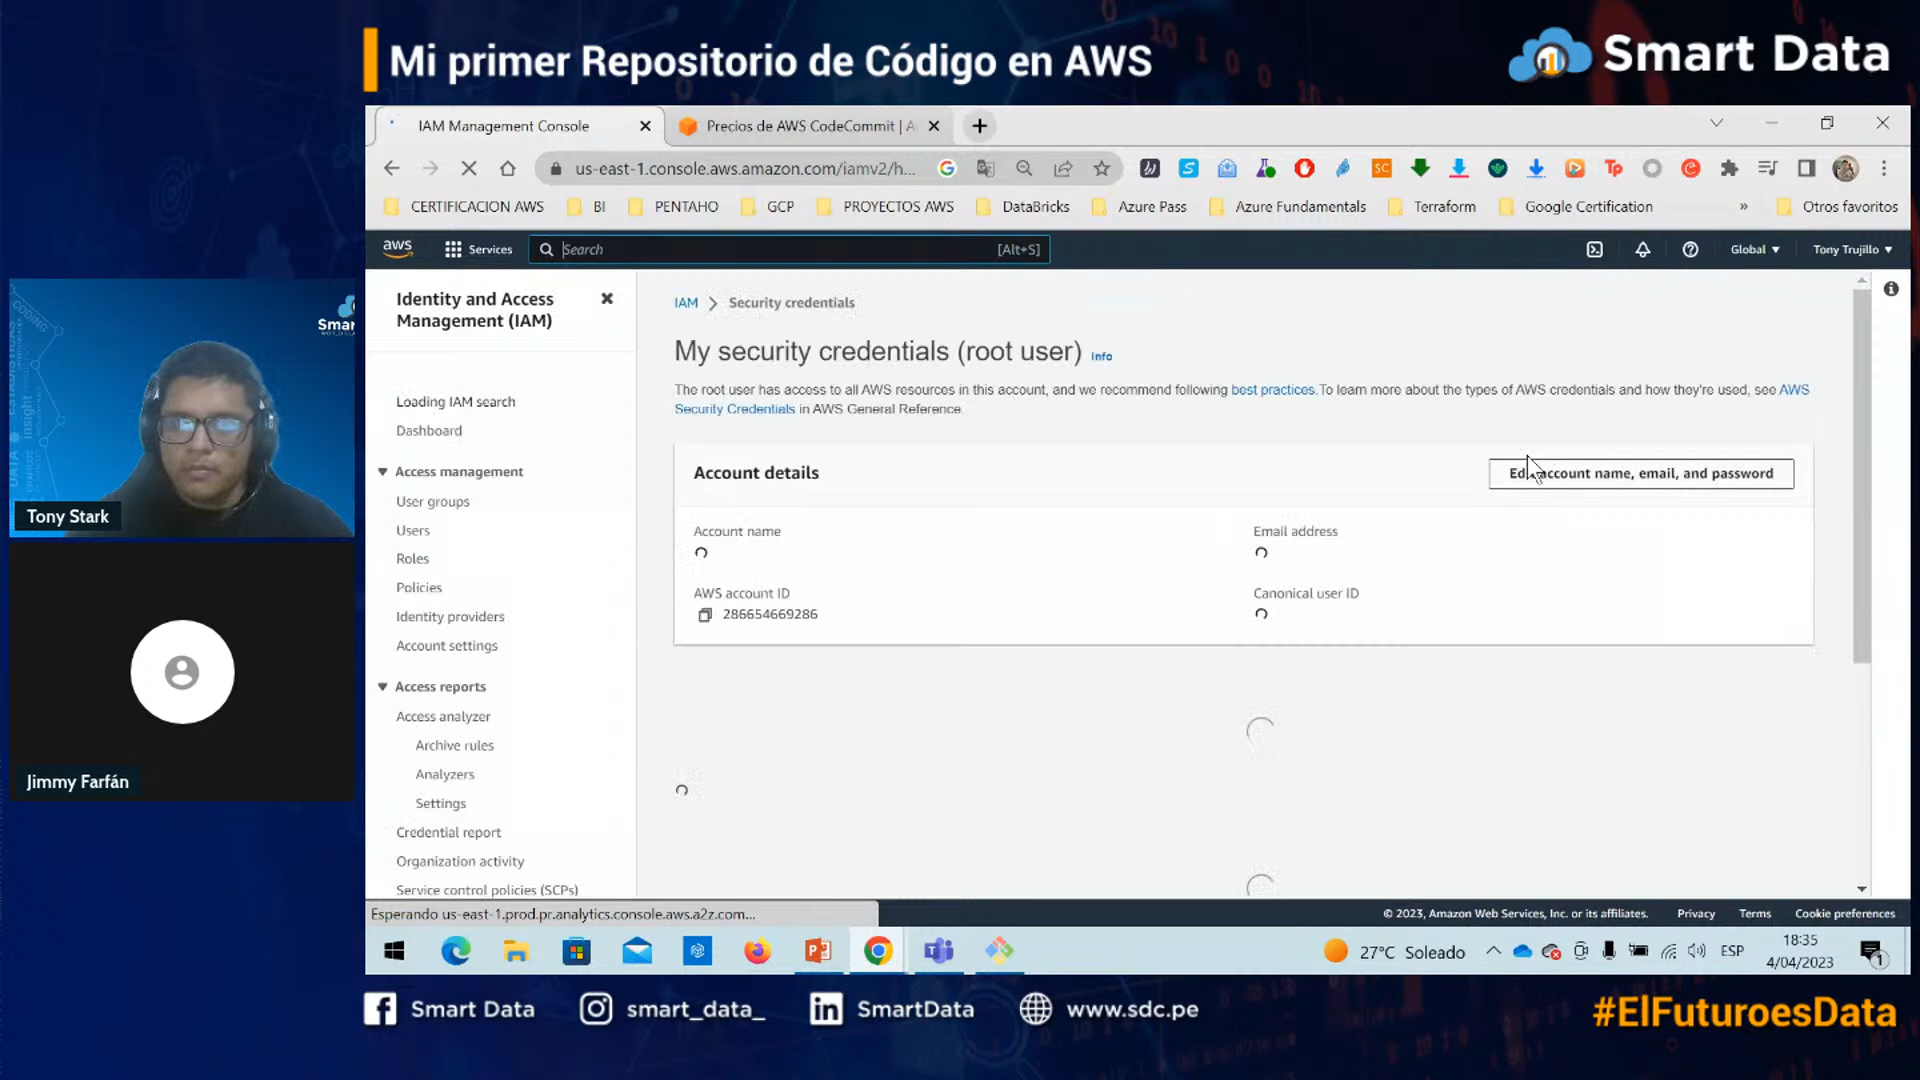 Mi primer Repositorio de Código en AWS
Smart Data
IAM Management Console
Precios de AWS CodeCommit | A
us-east-1.console.aws.amazon.com/iamv2/h...
CERTIFICACION AWS
BI
PENTAHO
GCP
PROYECTOS AWS
DataBricks
Azure Pass
Azure Fundamentals
Terraform
Google Certification
»
Otros favoritos
aws
Services
Search
[Alt+S]
Global
Tony Trujillo
Identity and Access
Management (IAM)
Loading IAM search
Dashboard
Access management
User groups
Users
Roles
Policies
Identity providers
Account settings
Access reports
Access analyzer
Archive rules
Analyzers
Settings
Credential report
Organization activity
Service control policies (SCPs)
IAM > Security credentials
My security credentials (root user) Info
The root user has access to all AWS resources in this account, and we recommend following best practices. To learn more about the types of AWS credentials and how they're used, see AWS
Security Credentials in AWS General Reference.
Account details
account name, email, and password
Account name
Email address
AWS account ID
286654669286
Canonical user ID
Tony Stark
Jimmy Farfán
Esperando us-east-1.prod.pr.analytics.console.aws.a2z.com...
© 2023, Amazon Web Services, Inc. or its affiliates.
Privacy
Terms
Cookie preferences
27°C Soleado
ESP
18:35
4/04/2023
1
Smart Data
smart_data_
SmartData
www.sdc.pe
#ElFuturoesData